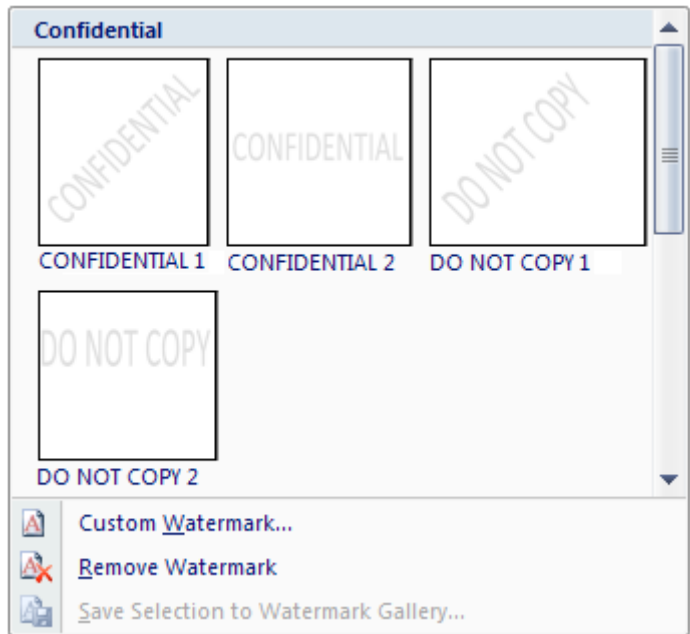 Confidential
CONFIDENTIAL
CONFIDENTIAL
DO NOT COPY
CONFIDENTIAL 1
CONFIDENTIAL 2
DO NOT COPY 1
DO NOT COPY
DO NOT COPY 2
Custom Watermark...
Remove Watermark
Save Selection to Watermark Gallery...